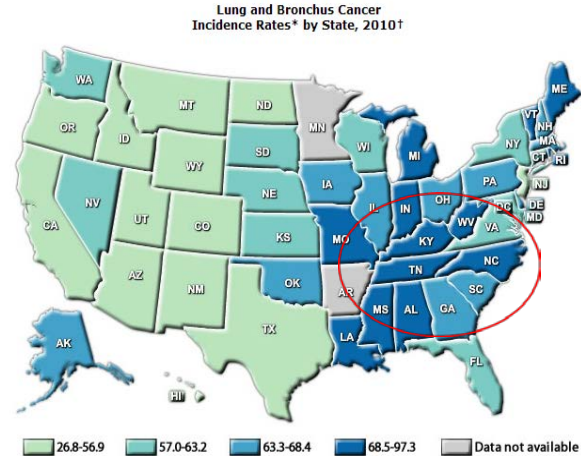 Lung and Bronchus Cancer
Incidence Rates* by State, 2010†
WA
MT
ND
MN
ME
VT
NH
MA
RI
CT
NY
WI
MI
SD
OR
ID
WY
NE
IA
PA
NJ
DE
MD
DC
OH
IN
IL
NV
UT
CO
KS
MO
KY
WV
VA
CA
AZ
NM
OK
AR
TN
NC
SC
GA
AL
MS
LA
TX
FL
AK
HI
26.8-56.9
57.0-63.2
63.3-68.4
68.5-97.3
Data not available